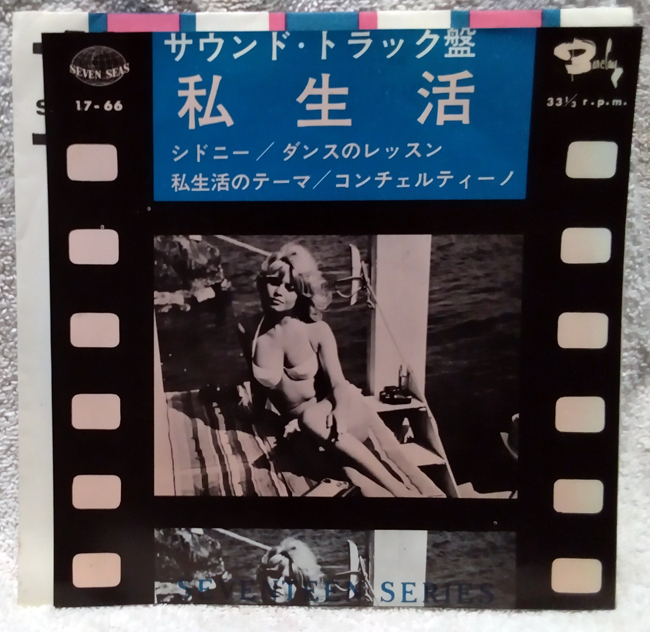 サウンド・トラック盤
SEVEN SEAS
Barclay
17-66
私生活
33⅓ r.p.m.
シドニー／ダンスのレッスン
私生活のテーマ／コンチェルティーノ
SEVENTEEN SERIES